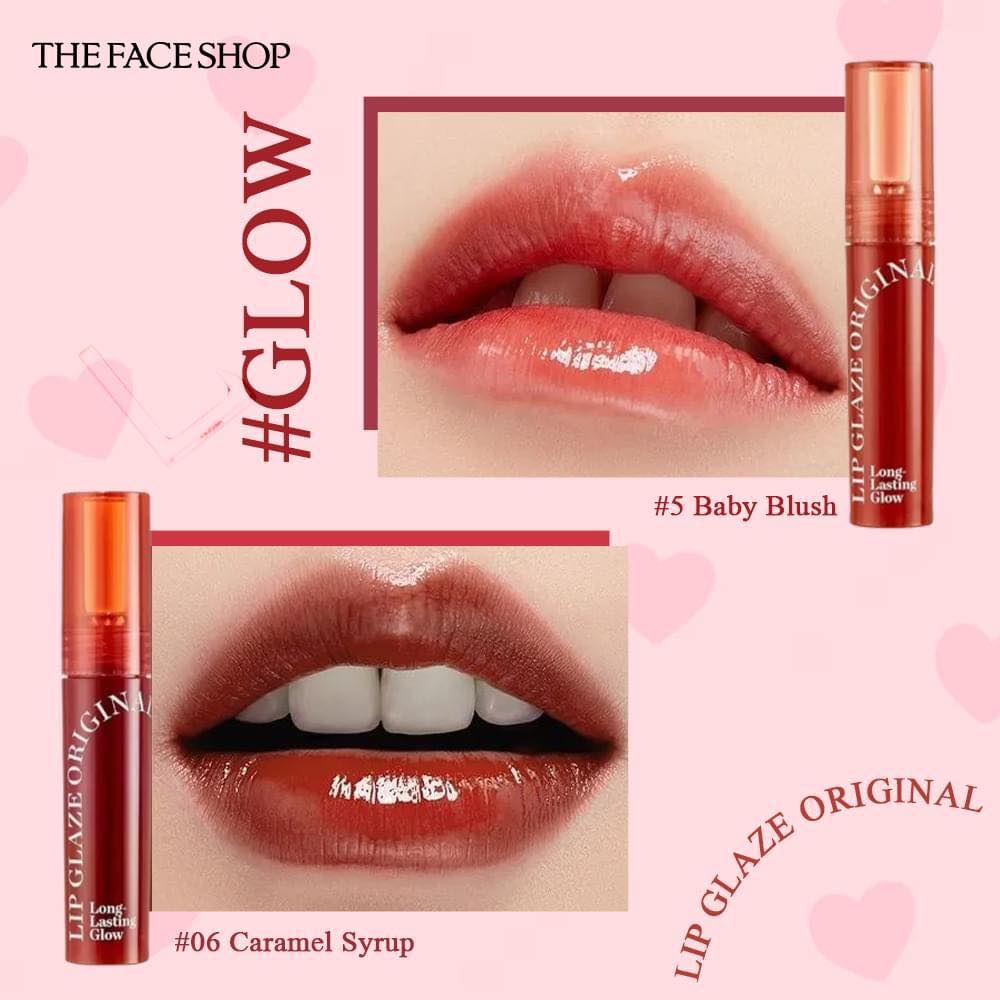 THE FACE SHOP
#GLOW
LIP GLAZE ORIGINAL
Long-
Lasting
Glow
#5 Baby Blush
LIP GLAZE ORIGINAL
Long-
Lasting
Glow
#06 Caramel Syrup
LIP GLAZE ORIGINAL